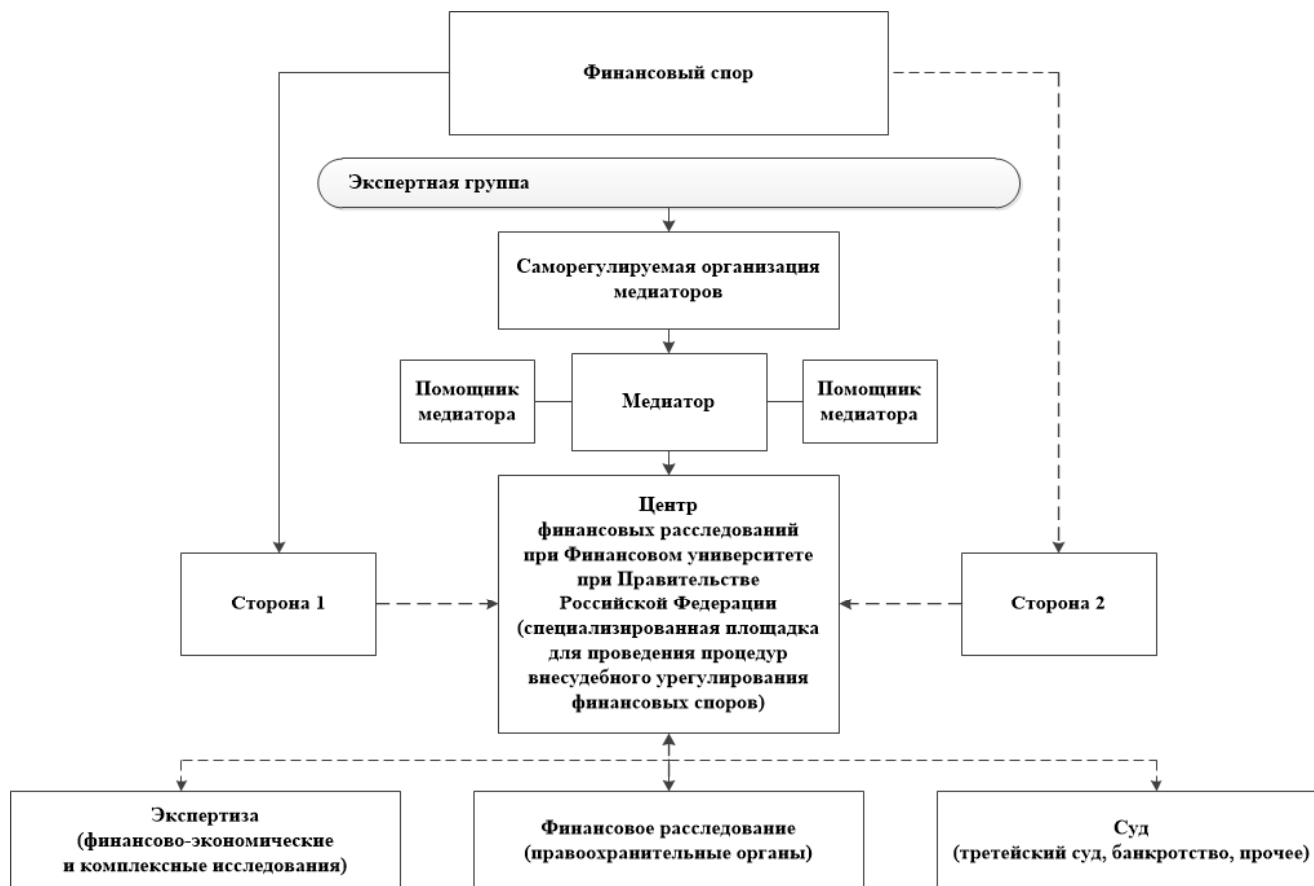 Финансовый спор
Экспертная группа
Саморегулируемая организация
медиаторов
Помощник
медиатора
Медиатор
Помощник
медиатора
Центр
финансовых расследований
при Финансовом университете
при Правительстве
Российской Федерации
(специализированная площадка
для проведения процедур
внесудебного урегулирования
финансовых споров)
Сторона 1
Сторона 2
Экспертиза
(финансово-экономические
и комплексные исследования)
Финансовое расследование
(правоохранительные органы)
Суд
(третейский суд, банкротство, прочее)